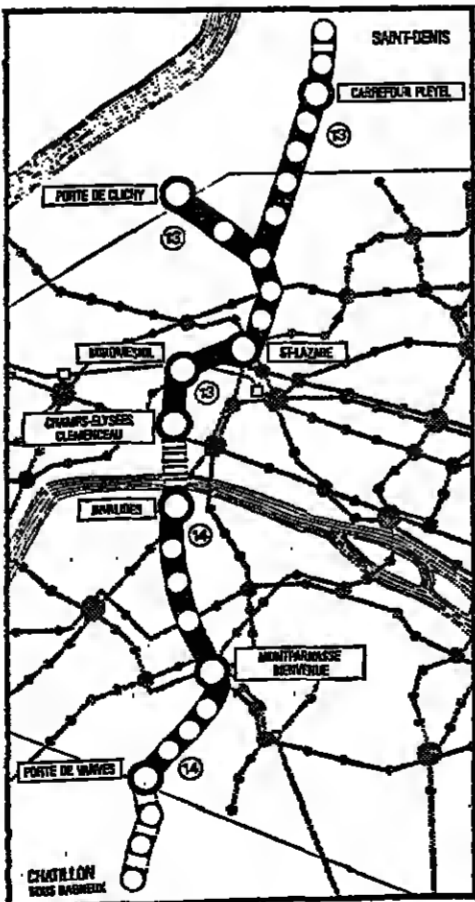 SAINT-DENIS
CARREFOUR PLEYEL
13
PORTE DE CLICHY
13
MIROMESNIL
ST-LAZARE
13
CHAMPS-ELYSEES
CLEMENCEAU
INVALIDES
14
MONTPARNASSE
BIENVENUE
PORTE DE VANVES
14
CHATILLON
SOUS BAGNEUX